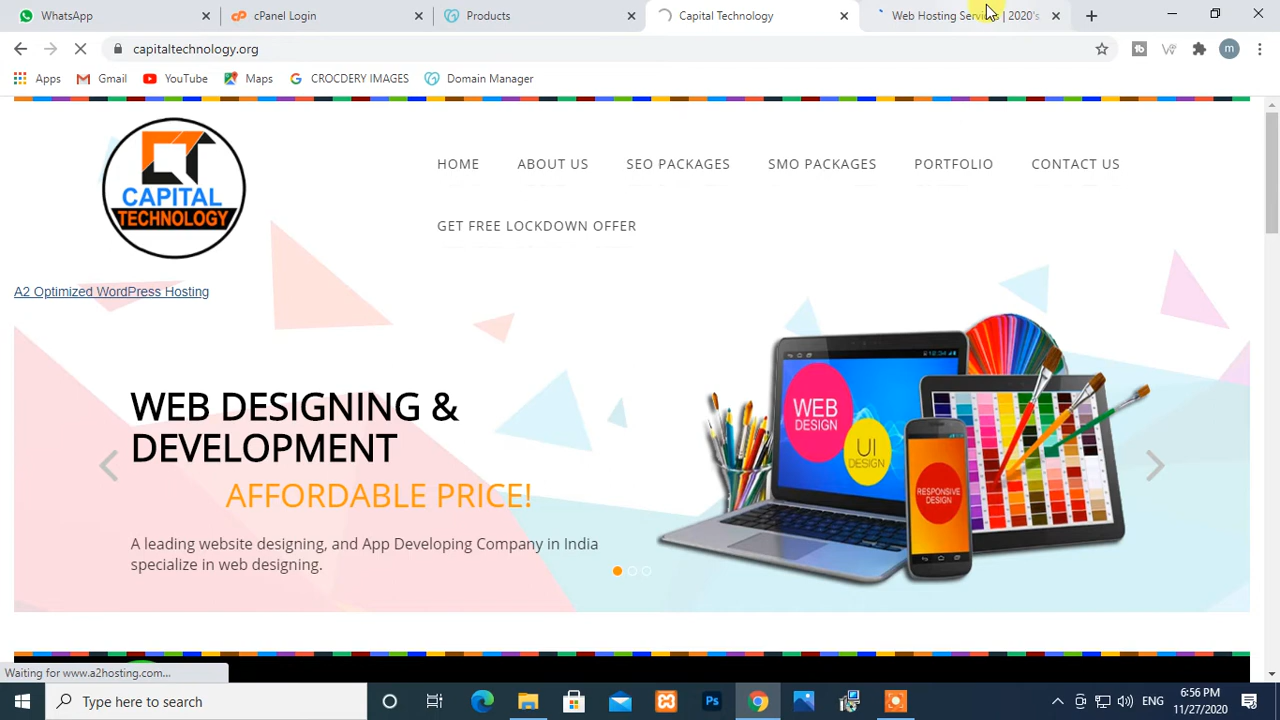 WhatsApp
cPanel Login
Products
Capital Technology
Web Hosting Services | 2020's
capitaltechnology.org
Apps
Gmail
YouTube
Maps
CROCDERY IMAGES
Domain Manager
CAPITAL
TECHNOLOGY
HOME
ABOUT US
SEO PACKAGES
SMO PACKAGES
PORTFOLIO
CONTACT US
GET FREE LOCKDOWN OFFER
A2 Optimized WordPress Hosting
WEB DESIGNING &
DEVELOPMENT
AFFORDABLE PRICE!
A leading website designing, and App Developing Company in India
specialize in web designing.
12:34
WEB
DESIGN
UI
DESIGN
RESPONSIVE
DESIGN
Waiting for www.a2hosting.com...
Type here to search
ENG
6:56 PM
11/27/2020